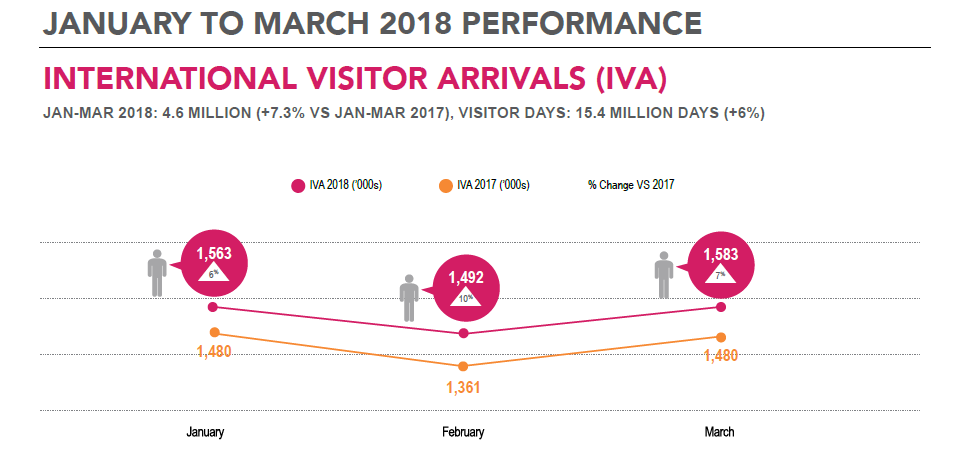 JANUARY TO MARCH 2018 PERFORMANCE
INTERNATIONAL VISITOR ARRIVALS (IVA)
JAN-MAR 2018: 4.6 MILLION (+7.3% VS JAN-MAR 2017), VISITOR DAYS: 15.4 MILLION DAYS (+6%)
IVA 2018 ('000s) IVA 2017 ('000s) % Change VS 2017
1,563
6%
1,492
10%
1,583
7%
1,480
1,361
1,480
January February March